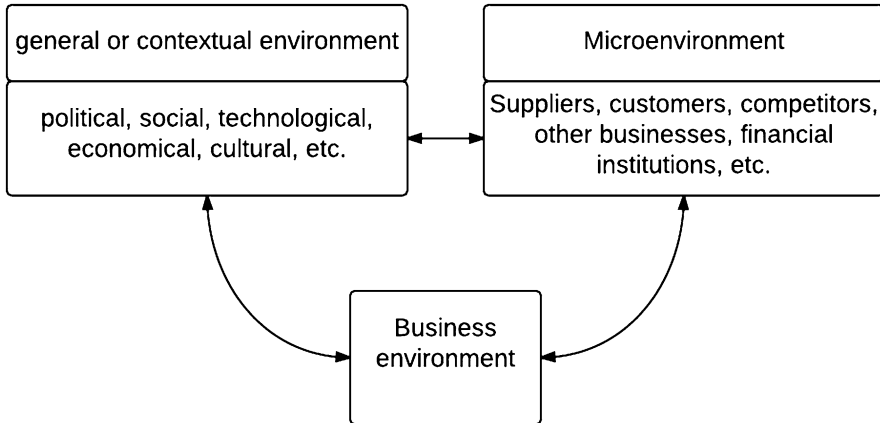 general or contextual environment
political, social, technological,
economical, cultural, etc.
Microenvironment
Suppliers, customers, competitors,
other businesses, financial
institutions, etc.
Business
environment